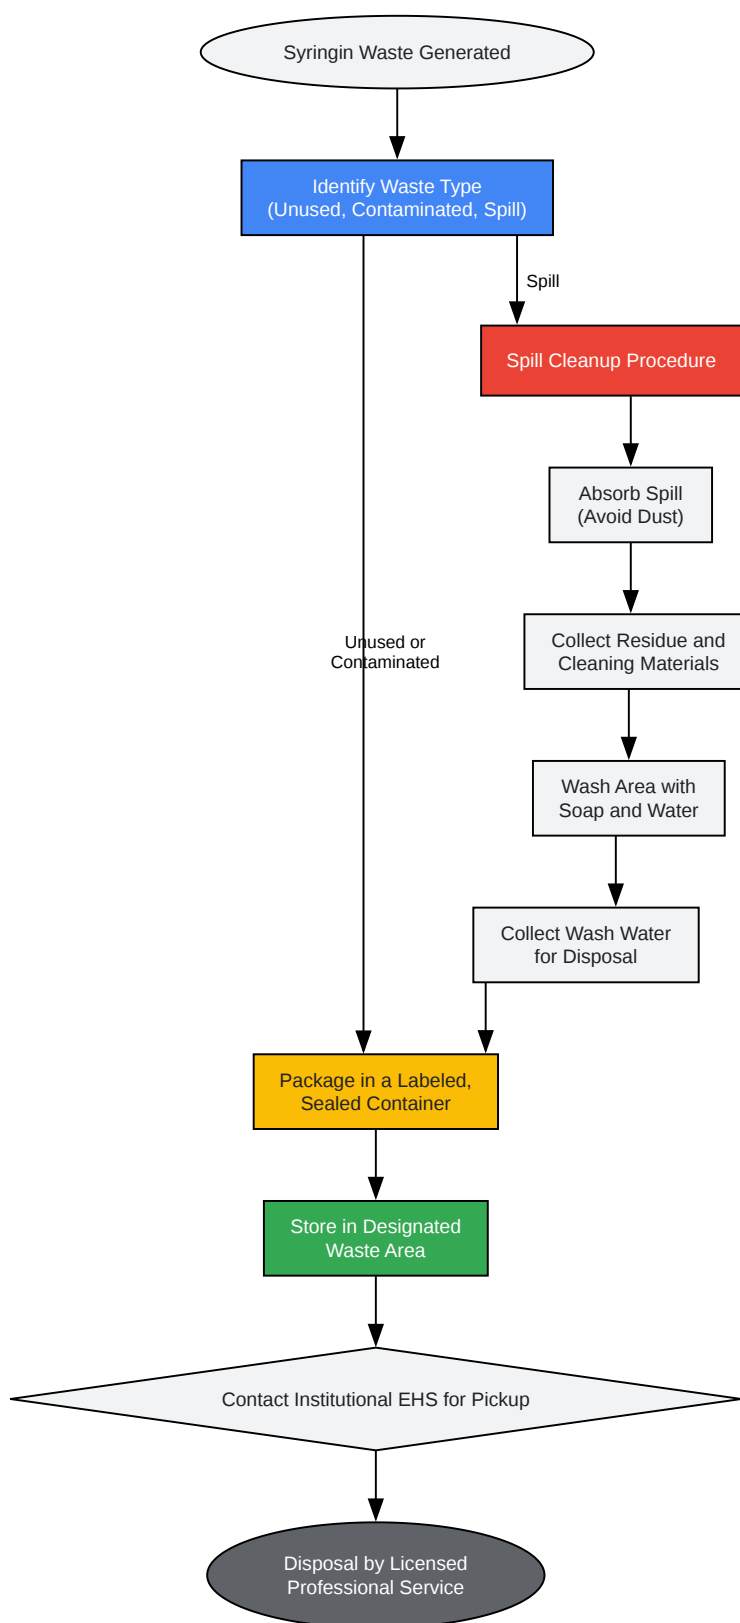 Syringin Waste Generated
Identify Waste Type
(Unused, Contaminated, Spill)
Spill
Spill Cleanup Procedure
Absorb Spill
(Avoid Dust)
Collect Residue and
Cleaning Materials
Unused or
Contaminated
Wash Area with
Soap and Water
Collect Wash Water
for Disposal
Package in a Labeled,
Sealed Container
Store in Designated
Waste Area
Contact Institutional EHS for Pickup
Disposal by Licensed
Professional Service